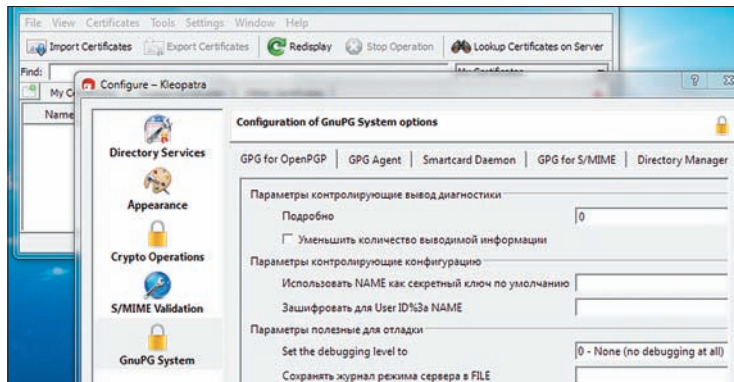 File View Certificates Tools Settings Window Help
Import Certificates Export Certificates Redisplay Stop Operation Lookup Certificates on Server
Find: My Certificates
My C
Name
Configure – Kleopatra
Directory Services
Appearance
Crypto Operations
S/MIME Validation
GnuPG System
Configuration of GnuPG System options
GPG for OpenPGP GPG Agent Smartcard Daemon GPG for S/MIME Directory Manager
Параметры контролирующие вывод диагностики
Подробно 0
Уменьшить количество выводимой информации
Параметры контролирующие конфигурацию
Использовать NAME как секретный ключ по умолчанию
Зашифровать для User ID%3a NAME
Параметры полезные для отладки
Set the debugging level to 0 - None (no debugging at all)
Сохранять журнал режима сервера в FILE